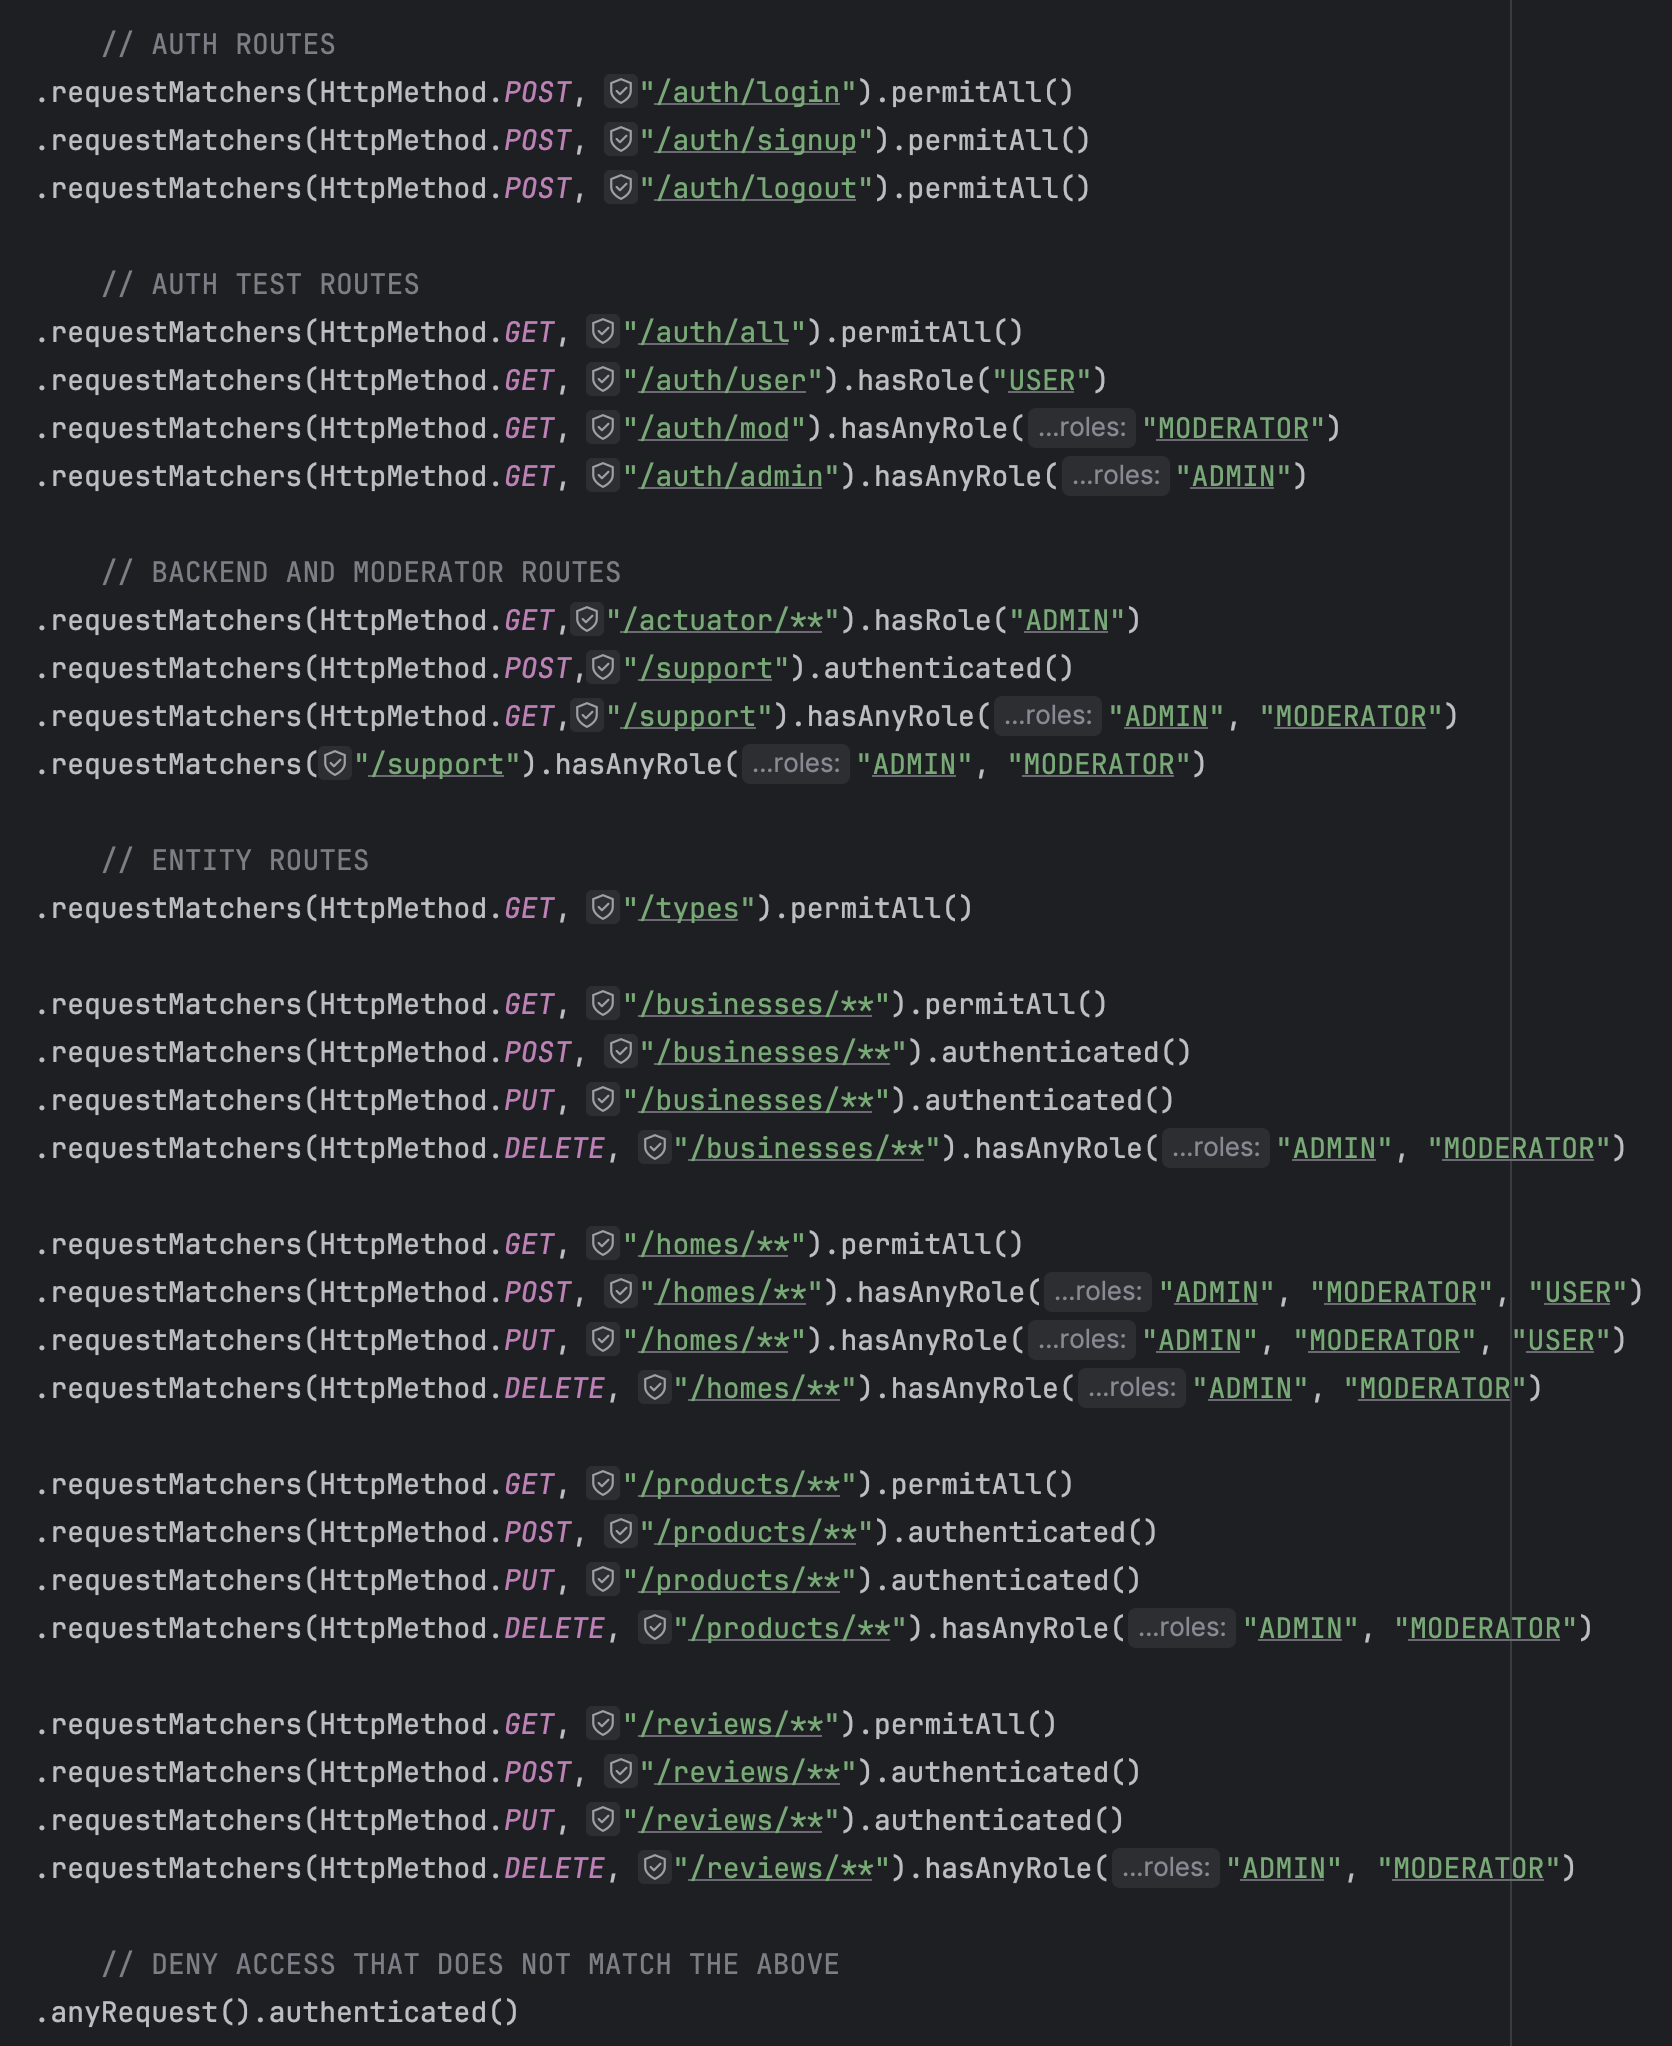 // AUTH ROUTES
.requestMatchers(HttpMethod.POST, "/auth/login").permitAll()
.requestMatchers(HttpMethod.POST, "/auth/signup").permitAll()
.requestMatchers(HttpMethod.POST, "/auth/logout").permitAll()
// AUTH TEST ROUTES
.requestMatchers(HttpMethod.GET, "/auth/all").permitAll()
.requestMatchers(HttpMethod.GET, "/auth/user").hasRole("USER")
.requestMatchers(HttpMethod.GET, "/auth/mod").hasAnyRole( ...roles: "MODERATOR")
.requestMatchers(HttpMethod.GET, "/auth/admin").hasAnyRole( ...roles: "ADMIN")
// BACKEND AND MODERATOR ROUTES
.requestMatchers(HttpMethod.GET,"/actuator/**").hasRole("ADMIN")
.requestMatchers(HttpMethod.POST,"/support").authenticated()
.requestMatchers(HttpMethod.GET,"/support").hasAnyRole( ...roles: "ADMIN", "MODERATOR")
.requestMatchers("/support").hasAnyRole( ...roles: "ADMIN", "MODERATOR")
// ENTITY ROUTES
.requestMatchers(HttpMethod.GET, "/types").permitAll()
.requestMatchers(HttpMethod.GET, "/businesses/**").permitAll()
.requestMatchers(HttpMethod.POST, "/businesses/**").authenticated()
.requestMatchers(HttpMethod.PUT, "/businesses/**").authenticated()
.requestMatchers(HttpMethod.DELETE, "/businesses/**").hasAnyRole( ...roles: "ADMIN", "MODERATOR")
.requestMatchers(HttpMethod.GET, "/homes/**").permitAll()
.requestMatchers(HttpMethod.POST, "/homes/**").hasAnyRole( ...roles: "ADMIN", "MODERATOR", "USER")
.requestMatchers(HttpMethod.PUT, "/homes/**").hasAnyRole( ...roles: "ADMIN", "MODERATOR", "USER")
.requestMatchers(HttpMethod.DELETE, "/homes/**").hasAnyRole( ...roles: "ADMIN", "MODERATOR")
.requestMatchers(HttpMethod.GET, "/products/**").permitAll()
.requestMatchers(HttpMethod.POST, "/products/**").authenticated()
.requestMatchers(HttpMethod.PUT, "/products/**").authenticated()
.requestMatchers(HttpMethod.DELETE, "/products/**").hasAnyRole( ...roles: "ADMIN", "MODERATOR")
.requestMatchers(HttpMethod.GET, "/reviews/**").permitAll()
.requestMatchers(HttpMethod.POST, "/reviews/**").authenticated()
.requestMatchers(HttpMethod.PUT, "/reviews/**").authenticated()
.requestMatchers(HttpMethod.DELETE, "/reviews/**").hasAnyRole( ...roles: "ADMIN", "MODERATOR")
// DENY ACCESS THAT DOES NOT MATCH THE ABOVE
.anyRequest().authenticated()